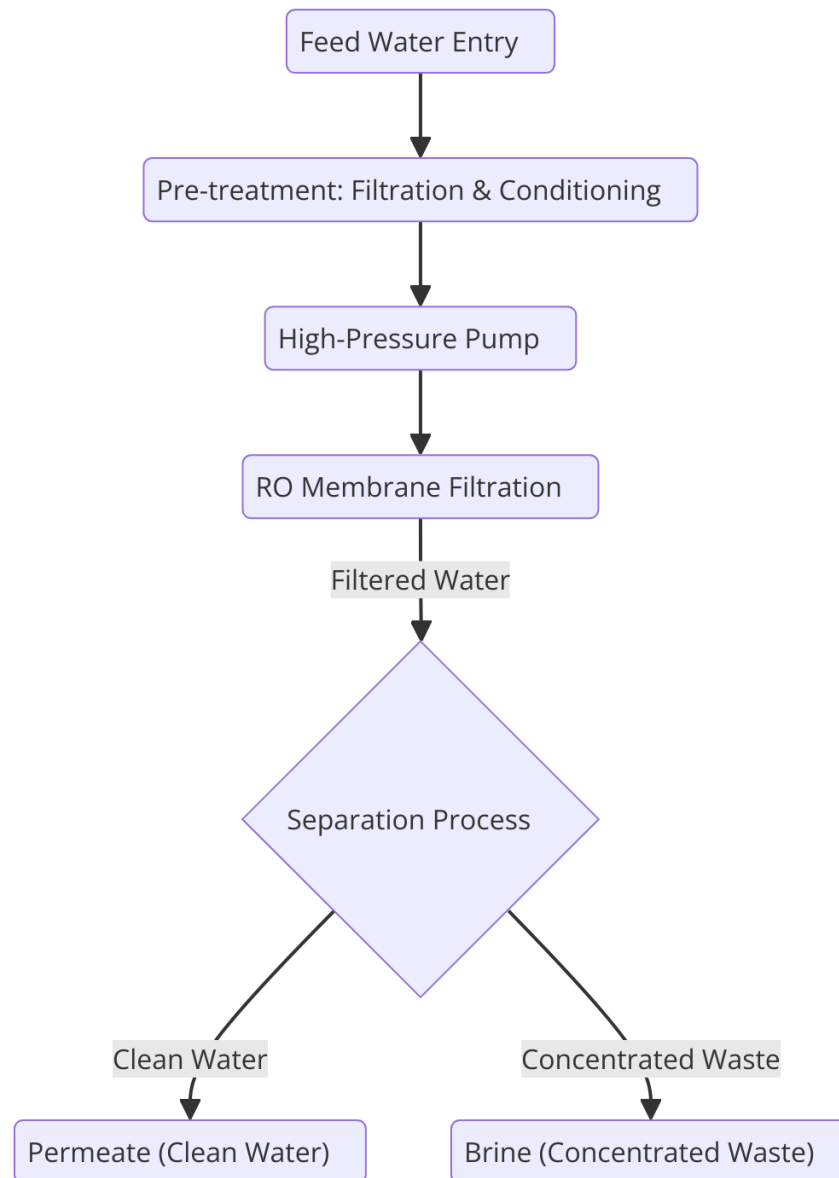 Feed Water Entry
Pre-treatment: Filtration & Conditioning
High-Pressure Pump
RO Membrane Filtration
Filtered Water
Separation Process
Clean Water
Concentrated Waste
Permeate (Clean Water)
Brine (Concentrated Waste)